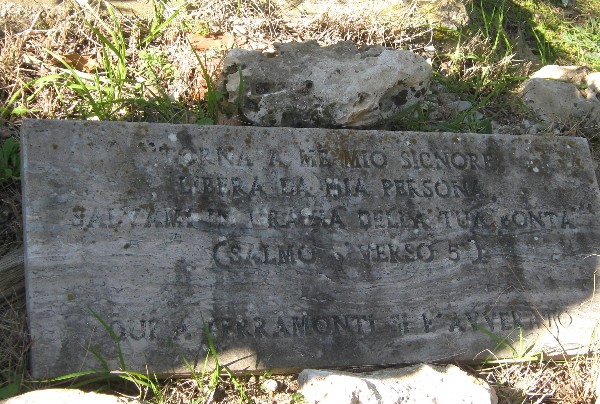 "TORNA A ME MIO SIGNORE
LIBERA LA MIA PERSONA
SALVAMI IN GRAZIA DELLA TUA BONTA"
(SALMO VERSO 5)
QUI A FERRAMONTI SI E' AVVERATO